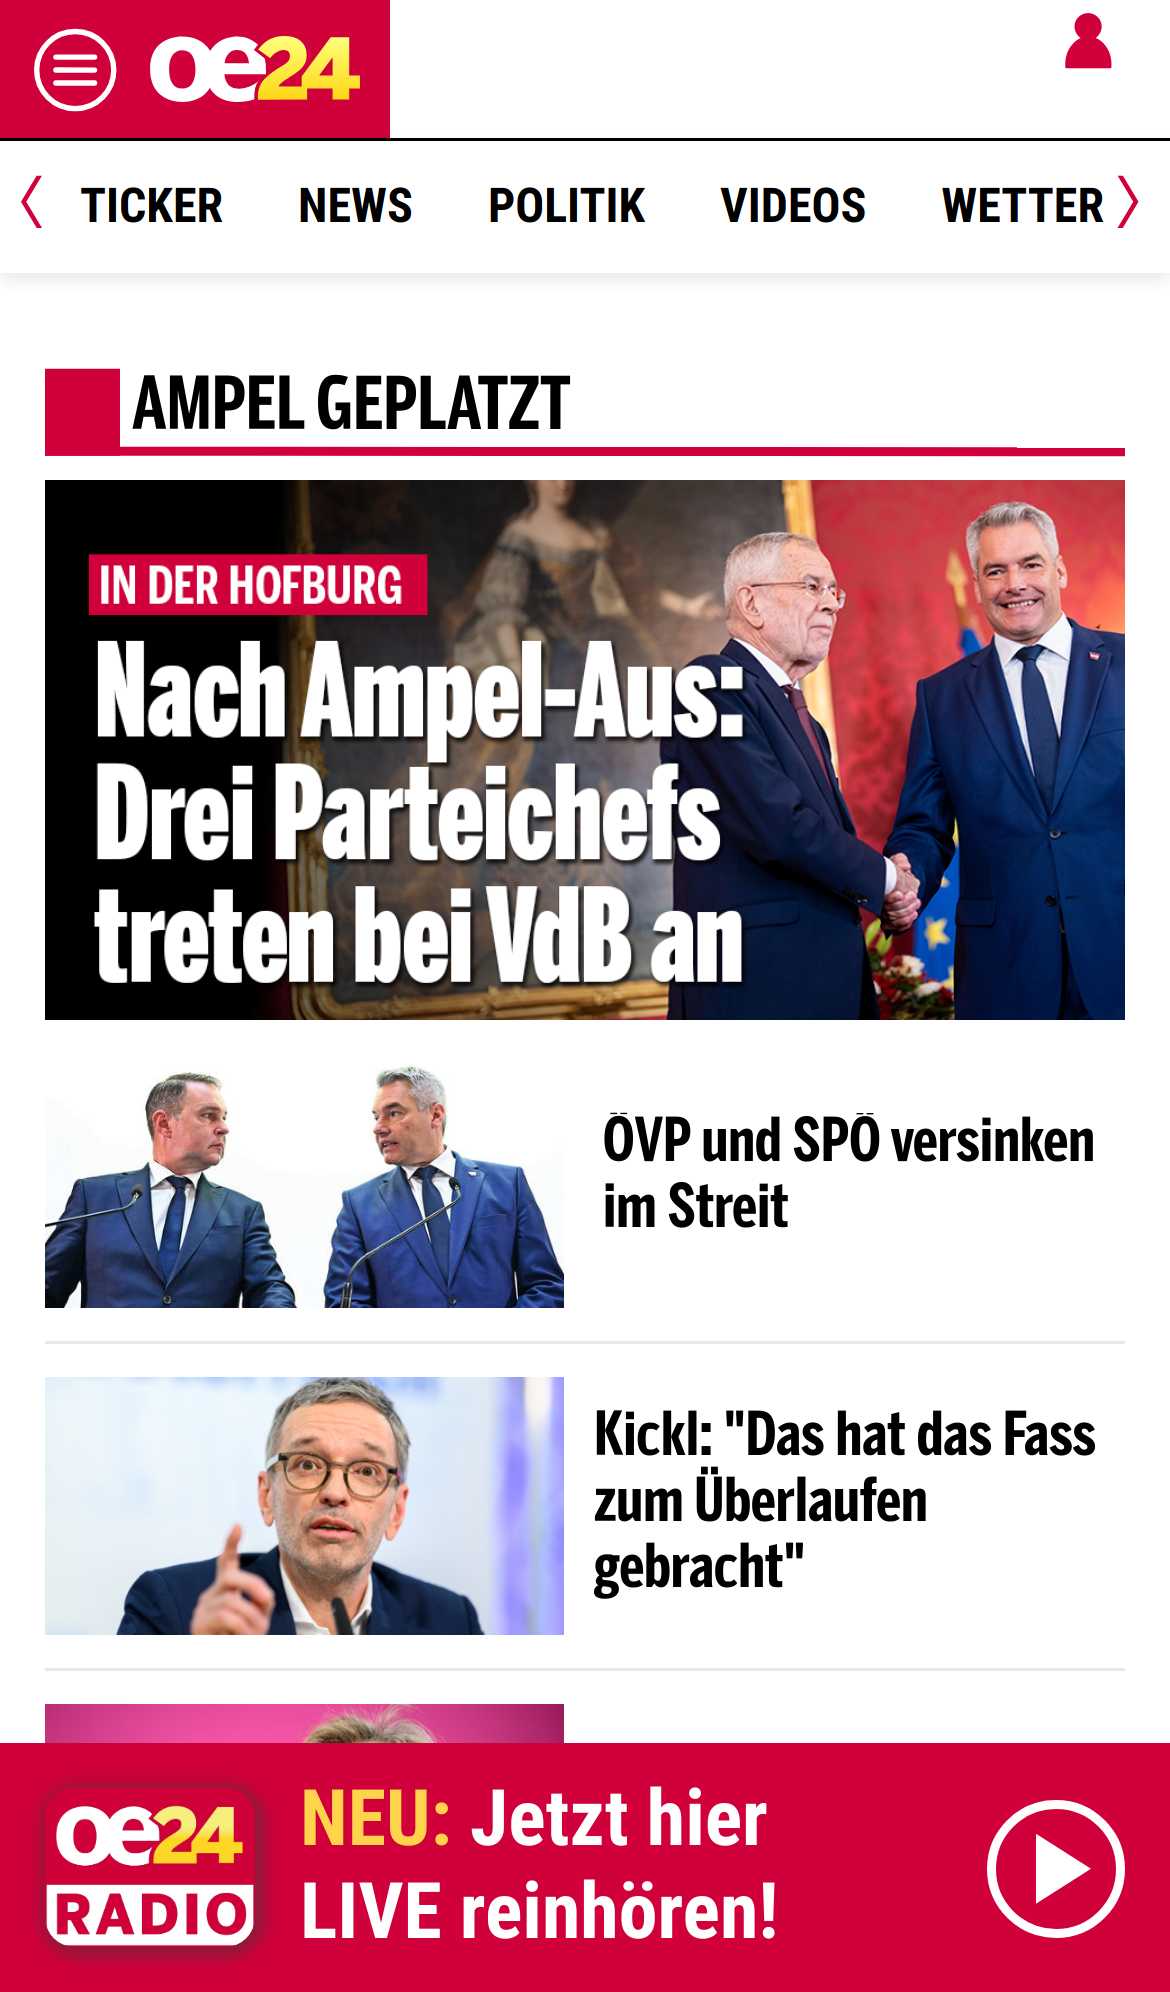 oe24
TICKER NEWS POLITIK VIDEOS WETTER
AMPEL GEPLATZT
IN DER HOFBURG
Nach Ampel-Aus:
Drei Parteichefs
treten bei VdB an
ÖVP und SPÖ versinken
im Streit
Kickl: "Das hat das Fass
zum Überlaufen
gebracht"
oe24
RADIO
NEU: Jetzt hier
LIVE reinhören!